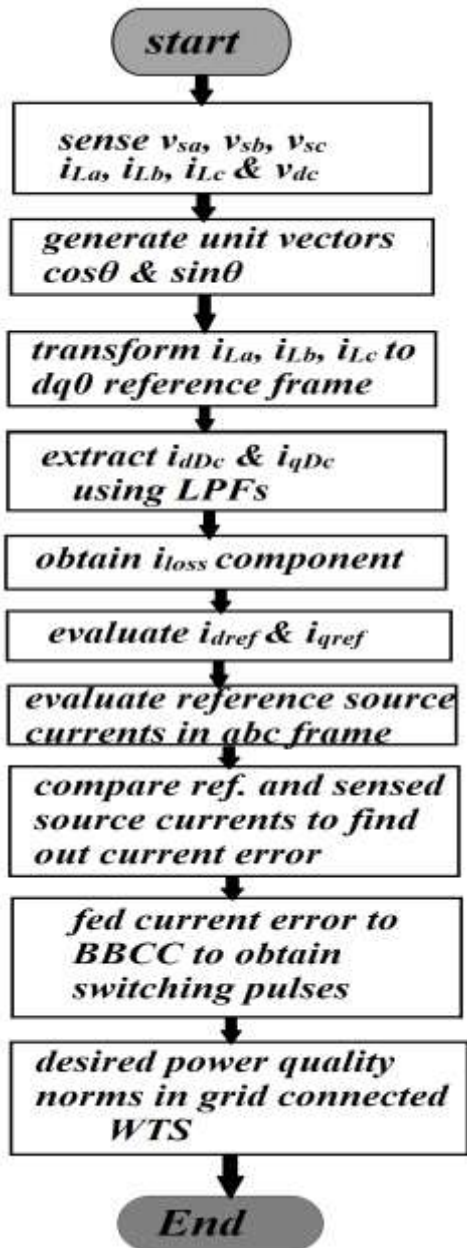 start
sense vsa, vsb, vsc
iLa, iLb, iLc & vdc
generate unit vectors
cosθ & sinθ
transform iLa, iLb, iLc to
dq0 reference frame
extract idDc & iqDc
using LPFs
obtain iloss component
evaluate idref & iqref
evaluate reference source
currents in abc frame
compare ref. and sensed
source currents to find
out current error
fed current error to
BBCC to obtain
switching pulses
desired power quality
norms in grid connected
WTS
End